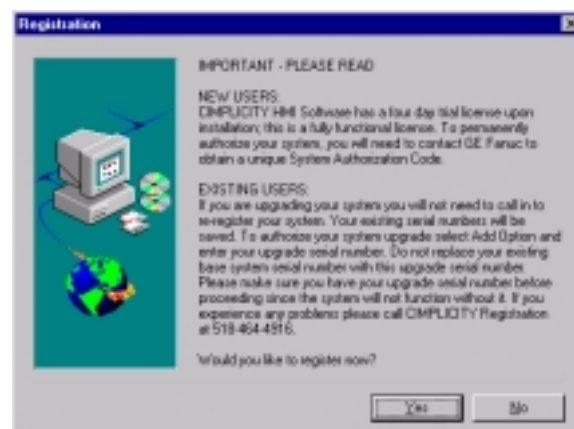 Registration
IMPORTANT - PLEASE READ
NEW USERS:
CIMPLICITY HMI Software has a four day trial license upon
installation; this is a fully functional license. To permanently
authorize your system, you will need to contact GE Fanuc to
obtain a unique System Authorization Code.
EXISTING USERS:
If you are upgrading your system you will not need to call in to
re-register your system. Your existing serial numbers will be
saved. To authorize your system upgrade select Add Option and
enter your upgrade serial number. Do not replace your existing
base system serial number with this upgrade serial number.
Please make sure you have your upgrade serial number before
proceeding since the system will not function without it. If you
experience any problems please call CIMPLICITY Registration
at 518-464-4916.
Would you like to register now?
Yes No